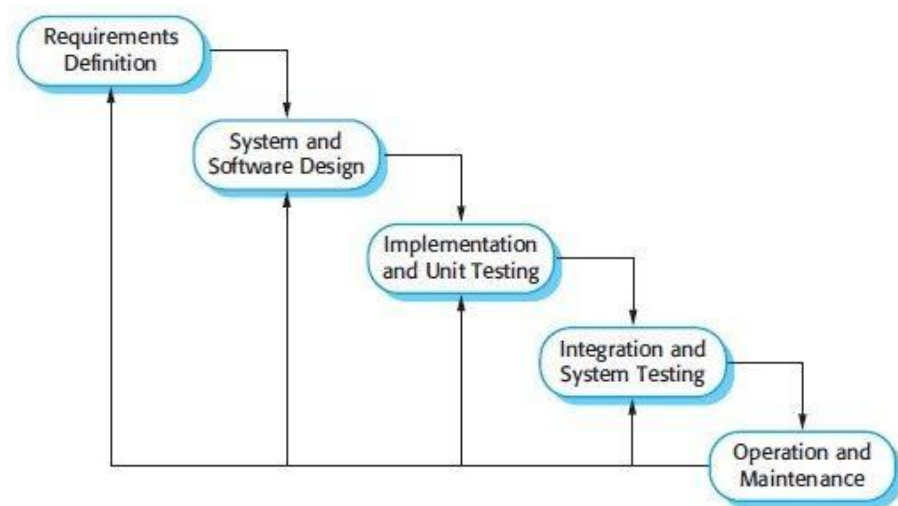 Requirements
Definition
System and
Software Design
Implementation
and Unit Testing
Integration and
System Testing
Operation and
Maintenance